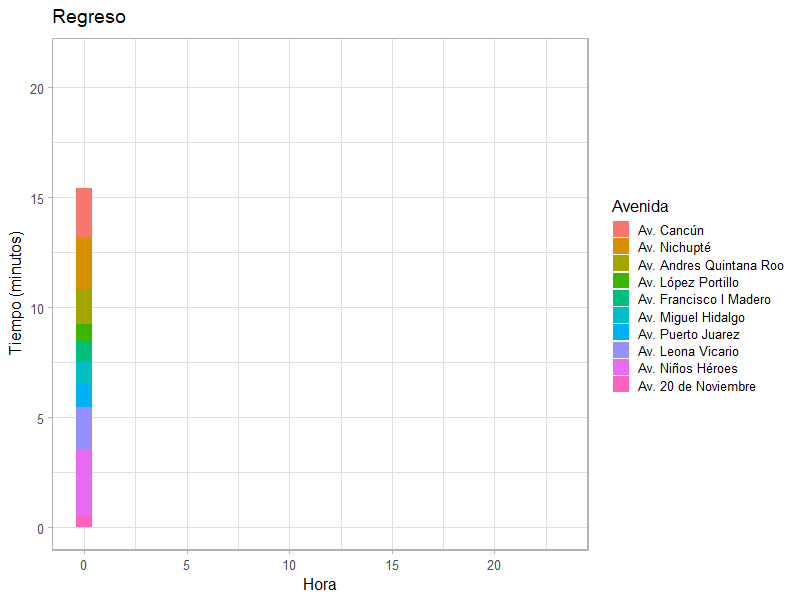 Regreso
Tiempo (minutos)
20
15
10
5
0
0 5 10 15 20
Hora
Avenida
Av. Cancún
Av. Nichupté
Av. Andres Quintana Roo
Av. López Portillo
Av. Francisco I Madero
Av. Miguel Hidalgo
Av. Puerto Juarez
Av. Leona Vicario
Av. Niños Héroes
Av. 20 de Noviembre